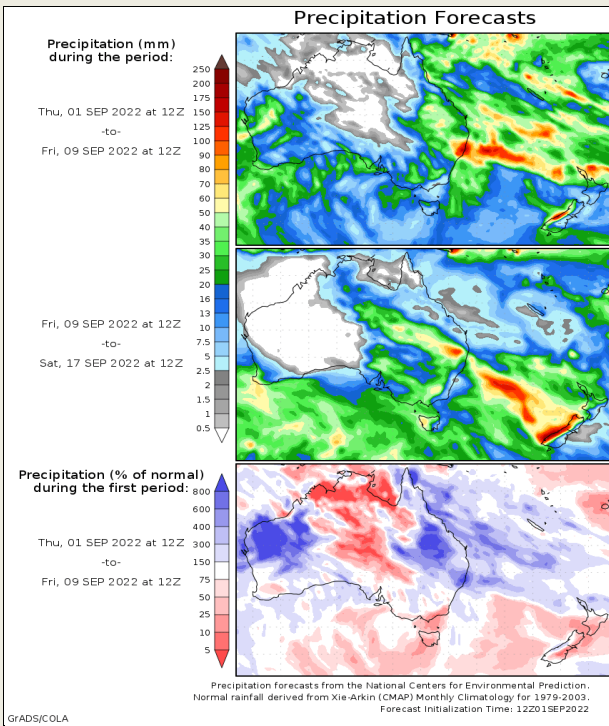 Precipitation Forecasts
Precipitation (mm)
during the period:
Thu, 01 SEP 2022 at 12Z
-to-
Fri, 09 SEP 2022 at 12Z
250
200
175
150
125
100
90
80
70
60
50
40
35
30
25
20
16
13
10
7.5
5
2.5
2
1.5
1
0.5
Fri, 09 SEP 2022 at 12Z
-to-
Sat, 17 SEP 2022 at 12Z
Precipitation (% of normal)
during the first period:
Thu, 01 SEP 2022 at 12Z
-to-
Fri, 09 SEP 2022 at 12Z
800
600
400
300
150
75
50
25
10
5
Precipitation forecasts from the National Centers for Environmental Prediction.
Normal rainfall derived from Xie-Arkin (CMAP) Monthly Climatology for 1979-2003.
Forecast Initialization Time: 12Z01SEP2022
GrADS/COLA